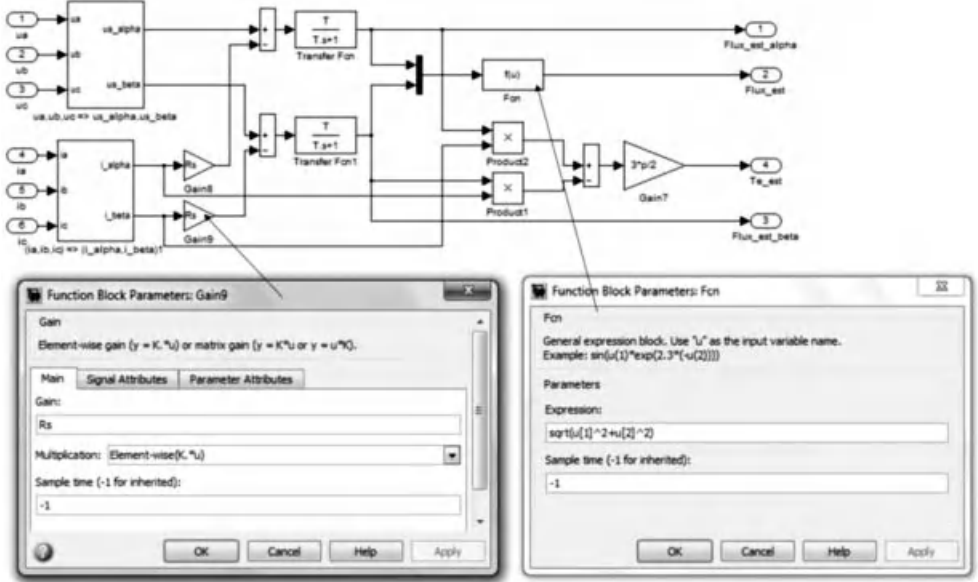 1
ua
2
ub
3
uc
ua
ub
uc
us_alpha
us_beta
ua,ub,uc => us_alpha,us_beta
4
ia
5
ib
6
ic
ia
ib
ic
i_alpha
i_beta
(ia,ib,ic) => (i_alpha,i_beta)1
Rs
Gain8
Rs
Gain9
+
−
T
T.s+1
Transfer Fcn
+
−
T
T.s+1
Transfer Fcn1
f(u)
Fcn
×
Product2
×
Product1
+
−
3*p/2
Gain7
1
Flux_est_alpha
2
Flux_est
4
Te_est
3
Flux_est_beta
Function Block Parameters: Gain9
Gain
Element-wise gain (y = K.*u) or matrix gain (y = K*u or y = u*K).
Main
Signal Attributes
Parameter Attributes
Gain:
Rs
Multiplication: Element-wise(K.*u)
Sample time (-1 for inherited):
-1
OK
Cancel
Help
Apply
Function Block Parameters: Fcn
Fcn
General expression block. Use "u" as the input variable name.
Example: sin(u(1)*exp(2.3*(-u(2))))
Parameters
Expression:
sqrt(u[1]^2+u[2]^2)
Sample time (-1 for inherited):
-1
OK
Cancel
Help
Apply